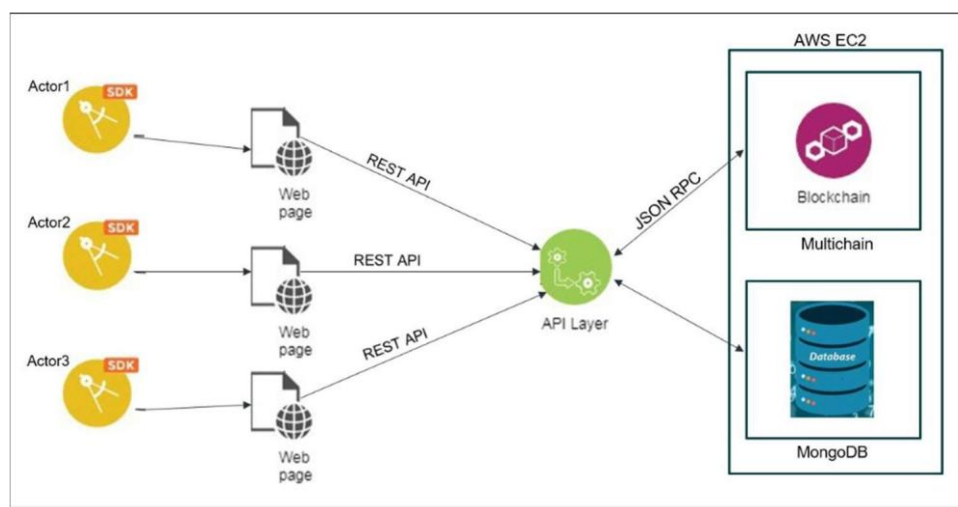 AWS EC2
Actor1
SDK
Web
page
REST API
Actor2
SDK
Web
page
REST API
Actor3
SDK
Web
page
REST API
API Layer
JSON RPC
Blockchain
Multichain
Database
MongoDB